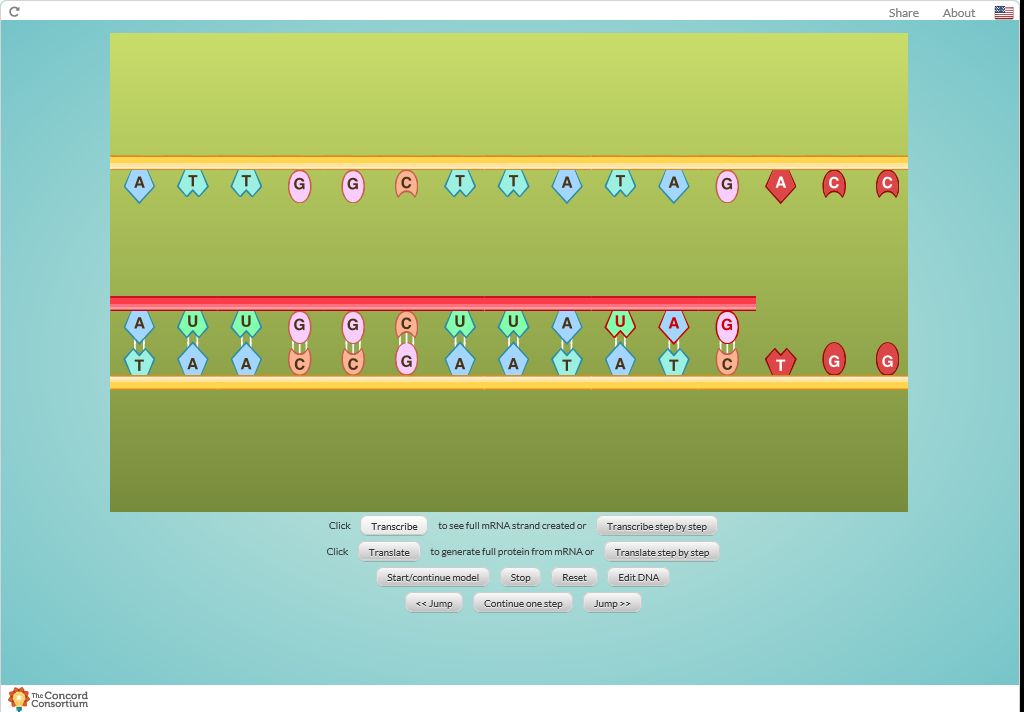 Share About
A T T G G C T T A T A G A C C
A U U G G C U U A U A G
T A A C C G A A T A T C T G G
Click Transcribe to see full mRNA strand created or Transcribe step by step
Click Translate to generate full protein from mRNA or Translate step by step
Start/continue model Stop Reset Edit DNA
<< Jump Continue one step Jump >>
The Concord
Consortium